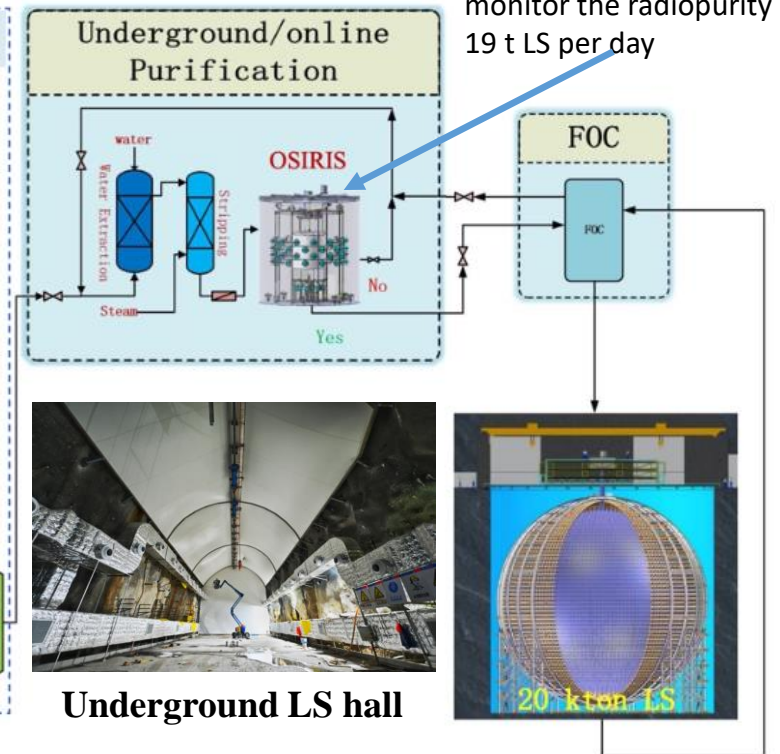 monitor the radiopurity
19 t LS per day
Underground/online
Purification
FOC
water
OSIRIS
Water Extraction
Stripping
FOC
No
Steam
Yes
20 kton LS
Underground LS hall